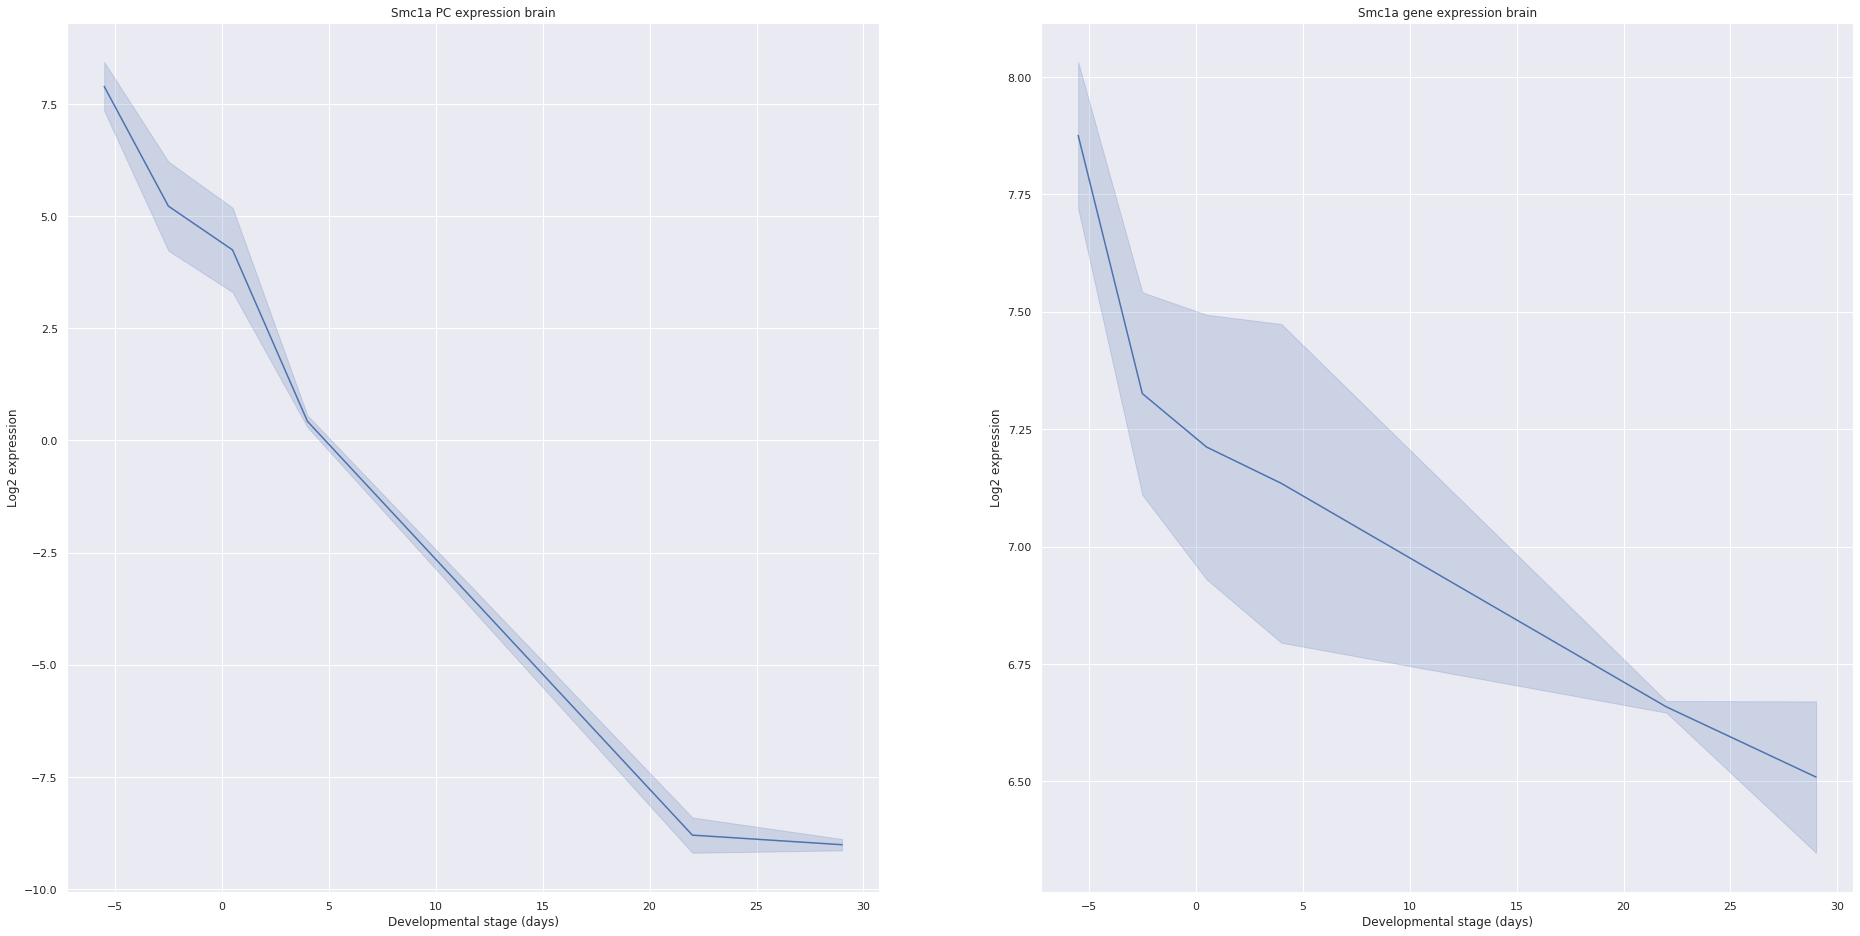 Smc1a PC expression brain
Log2 expression
7.5
5.0
2.5
0.0
−2.5
−5.0
−7.5
−10.0
−5 0 5 10 15 20 25 30
Developmental stage (days)
Smc1a gene expression brain
Log2 expression
8.00
7.75
7.50
7.25
7.00
6.75
6.50
−5 0 5 10 15 20 25 30
Developmental stage (days)